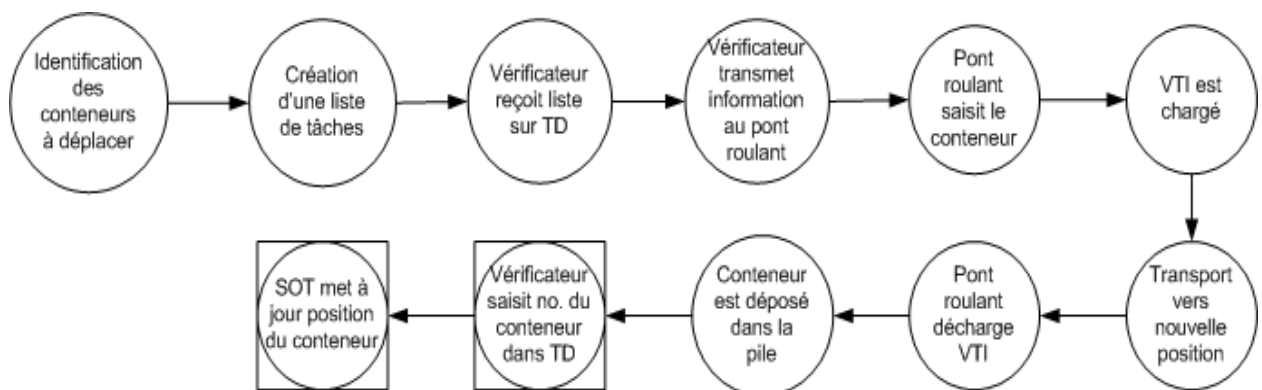 Identification
des
conteneurs
à déplacer
Création
d'une liste
de tâches
Vérificateur
reçoit liste
sur TD
Vérificateur
transmet
information
au pont
roulant
Pont
roulant
saisit le
conteneur
VTI est
chargé
Transport
vers
nouvelle
position
Pont
roulant
décharge
VTI
Conteneur
est déposé
dans la
pile
Vérificateur
saisit no. du
conteneur
dans TD
SOT met à
jour position
du conteneur